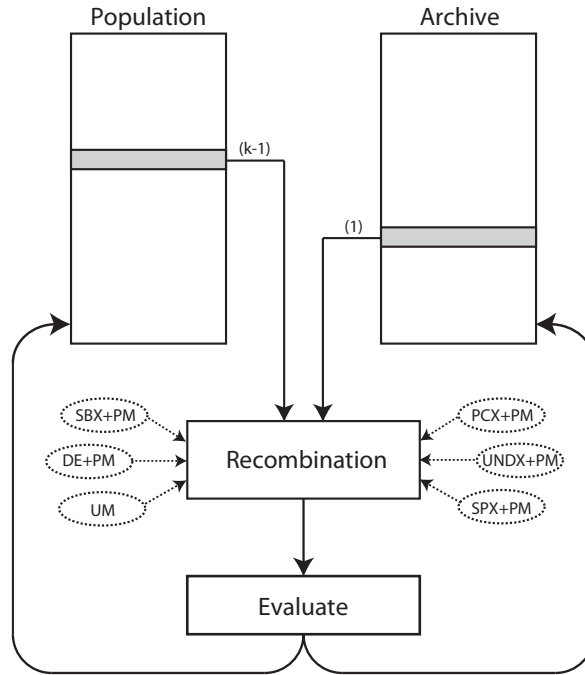 Population
Archive
(k-1)
(1)
SBX+PM
PCX+PM
DE+PM
Recombination
UNDX+PM
UM
SPX+PM
Evaluate